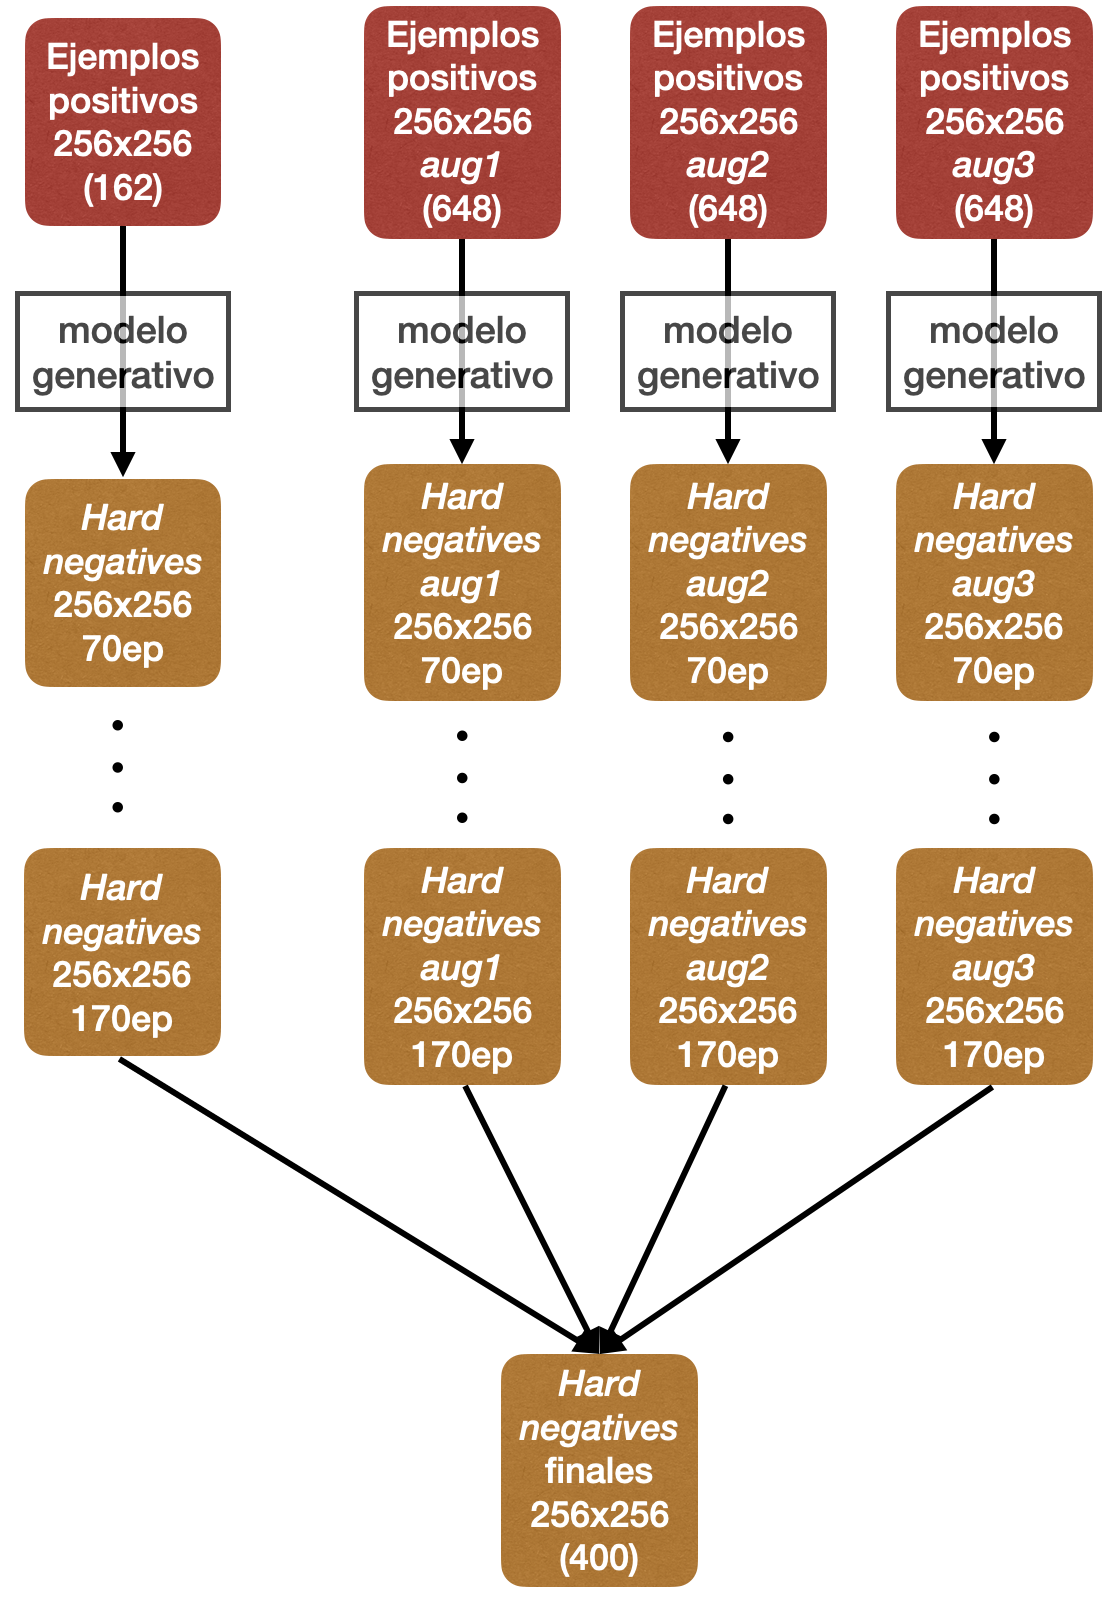 Ejemplos
positivos
256x256
(162)
Ejemplos
positivos
256x256
aug1
(648)
Ejemplos
positivos
256x256
aug2
(648)
Ejemplos
positivos
256x256
aug3
(648)
modelo
generativo
modelo
generativo
modelo
generativo
modelo
generativo
Hard
negatives
256x256
70ep
Hard
negatives
aug1
256x256
70ep
Hard
negatives
aug2
256x256
70ep
Hard
negatives
aug3
256x256
70ep
Hard
negatives
256x256
170ep
Hard
negatives
aug1
256x256
170ep
Hard
negatives
aug2
256x256
170ep
Hard
negatives
aug3
256x256
170ep
Hard
negatives
finales
256x256
(400)